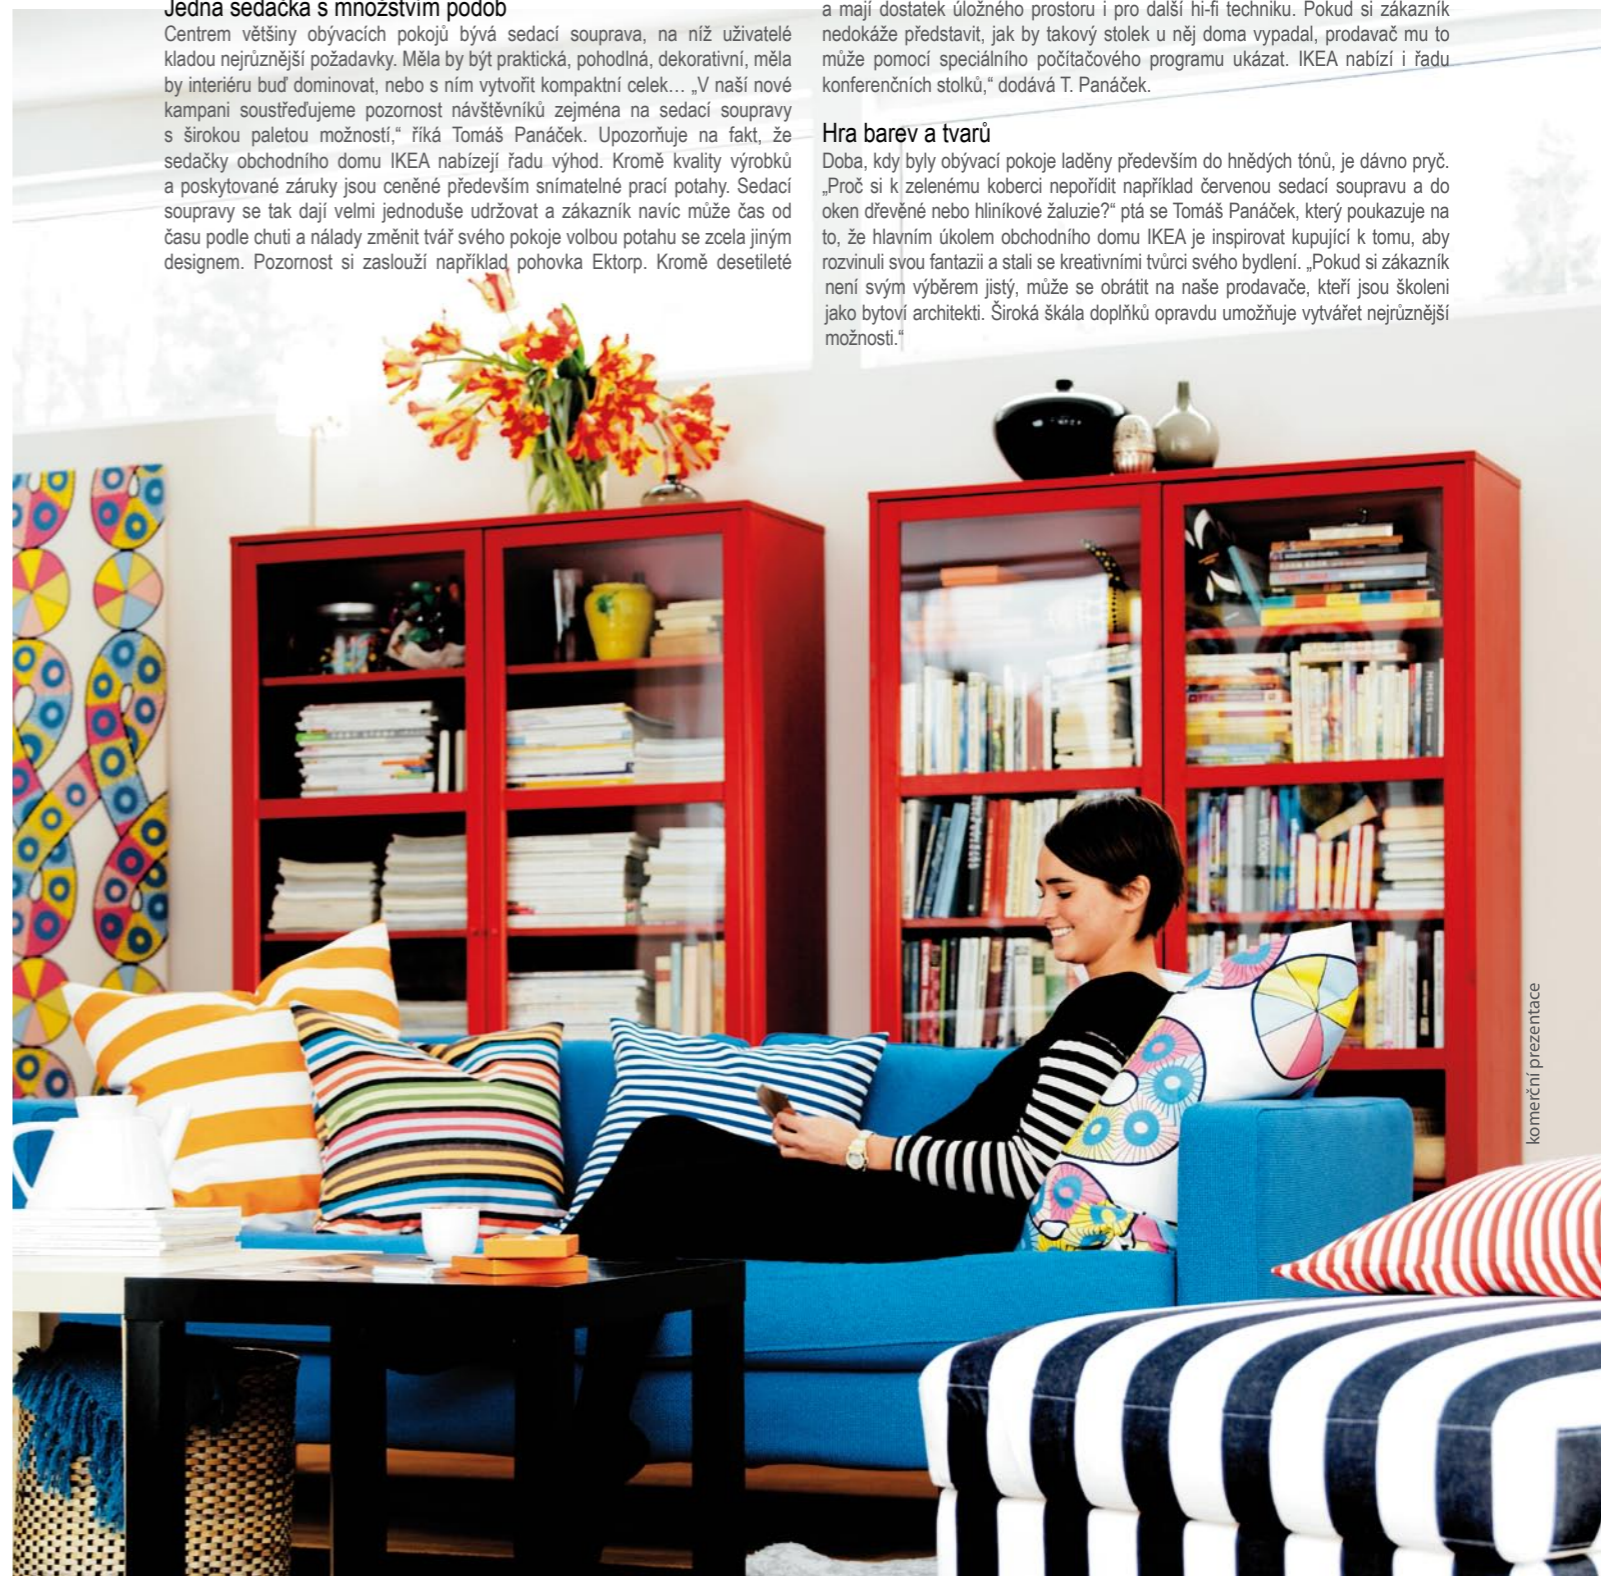 Jedna sedačka s množstvím podob
Centrem většiny obývacích pokojů bývá sedací souprava, na níž uživatelé
kladou nejrůznější požadavky. Měla by být praktická, pohodlná, dekorativní, měla
by interiéru buď dominovat, nebo s ním vytvořit kompaktní celek… „V naší nové
kampani soustřeďujeme pozornost návštěvníků zejména na sedací soupravy
s širokou paletou možností,“ říká Tomáš Panáček. Upozorňuje na fakt, že
sedačky obchodního domu IKEA nabízejí řadu výhod. Kromě kvality výrobků
a poskytované záruky jsou ceněné především snímatelné prací potahy. Sedací
soupravy se tak dají velmi jednoduše udržovat a zákazník navíc může čas od
času podle chuti a nálady změnit tvář svého pokoje volbou potahu se zcela jiným
designem. Pozornost si zaslouží například pohovka Ektorp. Kromě desetileté
a mají dostatek úložného prostoru i pro další hi-fi techniku. Pokud si zákazník
nedokáže představit, jak by takový stolek u něj doma vypadal, prodavač mu to
může pomocí speciálního počítačového programu ukázat. IKEA nabízí i řadu
konferenčních stolků,“ dodává T. Panáček.
Hra barev a tvarů
Doba, kdy byly obývací pokoje laděny především do hnědých tónů, je dávno pryč.
„Proč si k zelenému koberci nepořídit například červenou sedací soupravu a do
oken dřevěné nebo hliníkové žaluzie?“ ptá se Tomáš Panáček, který poukazuje na
to, že hlavním úkolem obchodního domu IKEA je inspirovat kupující k tomu, aby
rozvinuli svou fantazii a stali se kreativními tvůrci svého bydlení. „Pokud si zákazník
není svým výběrem jistý, může se obrátit na naše prodavače, kteří jsou školeni
jako bytoví architekti. Široká škála doplňků opravdu umožňuje vytvářet nejrůznější
možnosti.“
MIMESIS
komerční prezentace